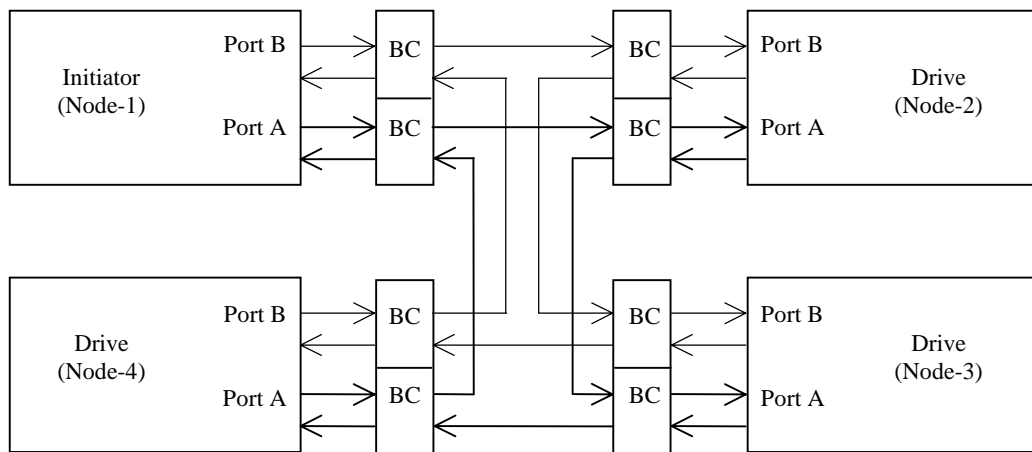 Port B
BC
BC
Port B
Initiator
(Node-1)
Drive
(Node-2)
Port A
BC
BC
Port A
Port B
BC
BC
Port B
Drive
(Node-4)
Drive
(Node-3)
Port A
BC
BC
Port A